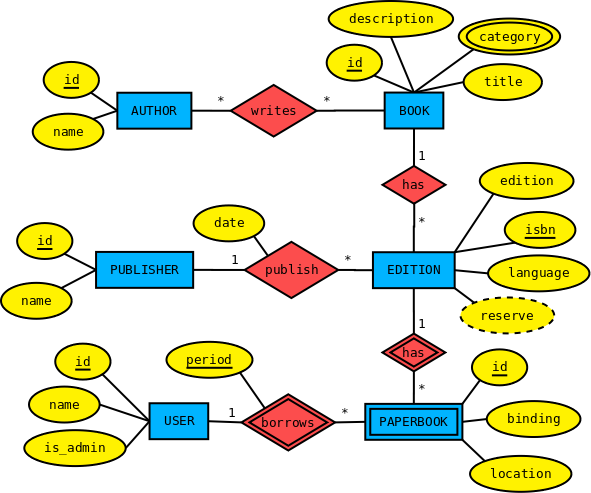 description
id
category
title
id
AUTHOR
name
*
writes
*
BOOK
1
has
*
edition
isbn
language
reserve
date
id
PUBLISHER
name
1
publish
*
EDITION
1
has
*
id
binding
location
period
id
name
is_admin
USER
1
borrows
*
PAPERBOOK